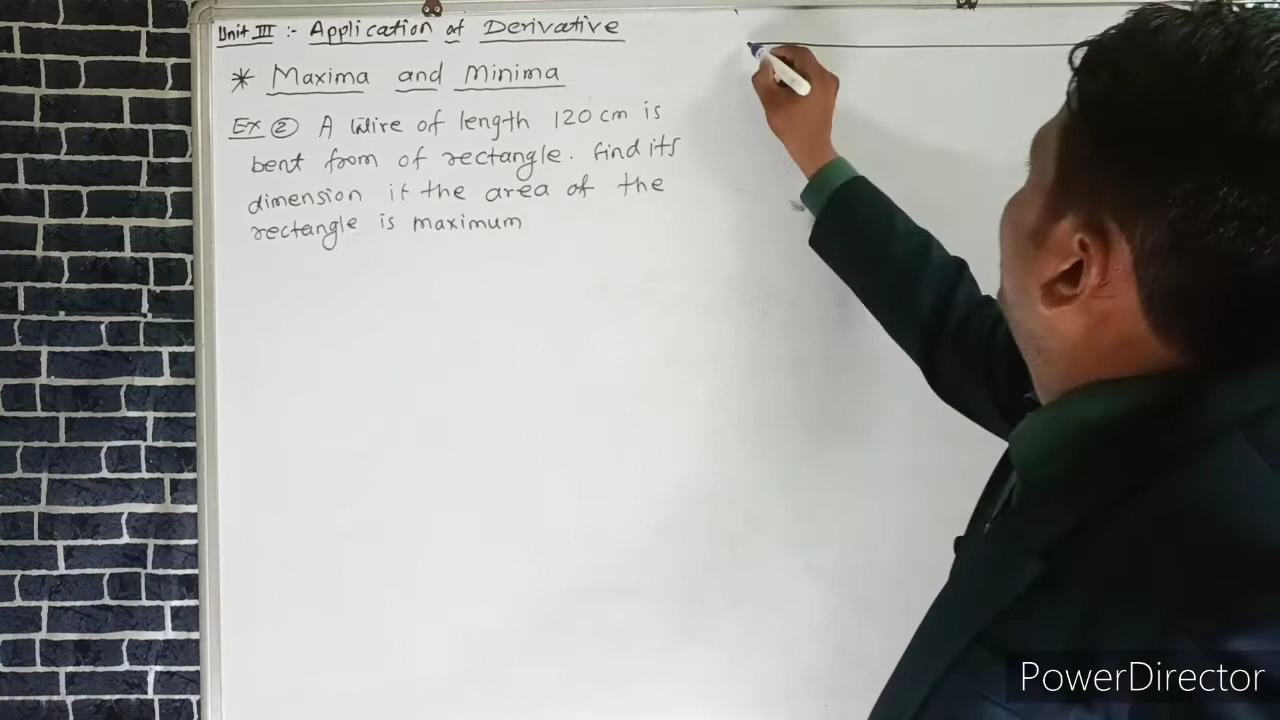 Unit III :- Application of Derivative
* Maxima and Minima
Ex ② A Wire of length 120 cm is
bent from of rectangle. find its
dimension if the area of the
rectangle is maximum
PowerDirector